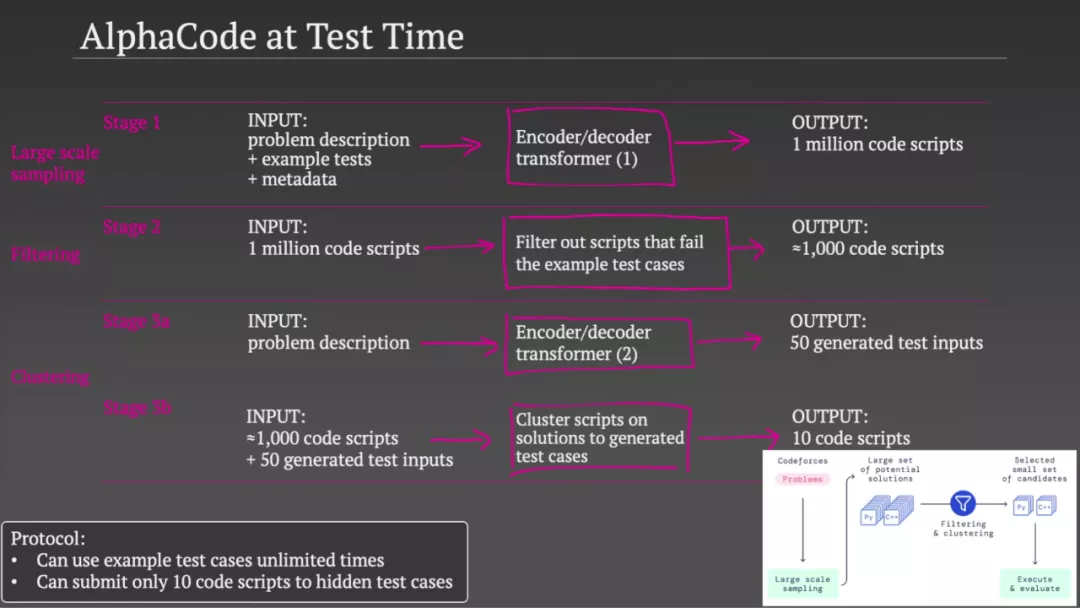 AlphaCode at Test Time
Stage 1
Large scale
sampling
INPUT:
problem description
+ example tests
+ metadata
Encoder/decoder
transformer (1)
OUTPUT:
1 million code scripts
Stage 2
Filtering
INPUT:
1 million code scripts
Filter out scripts that fail
the example test cases
OUTPUT:
≈1,000 code scripts
Stage 3a
INPUT:
problem description
Encoder/decoder
transformer (2)
OUTPUT:
50 generated test inputs
Clustering
Stage 3b
INPUT:
≈1,000 code scripts
+ 50 generated test inputs
Cluster scripts on
solutions to generated
test cases
OUTPUT:
10 code scripts
Protocol:
• Can use example test cases unlimited times
• Can submit only 10 code scripts to hidden test cases
Codeforces
Problems
Large scale
sampling
Large set
of potential
solutions
Py
C++
Filtering
& clustering
Selected
small set
of candidates
Py
C++
Execute
& evaluate